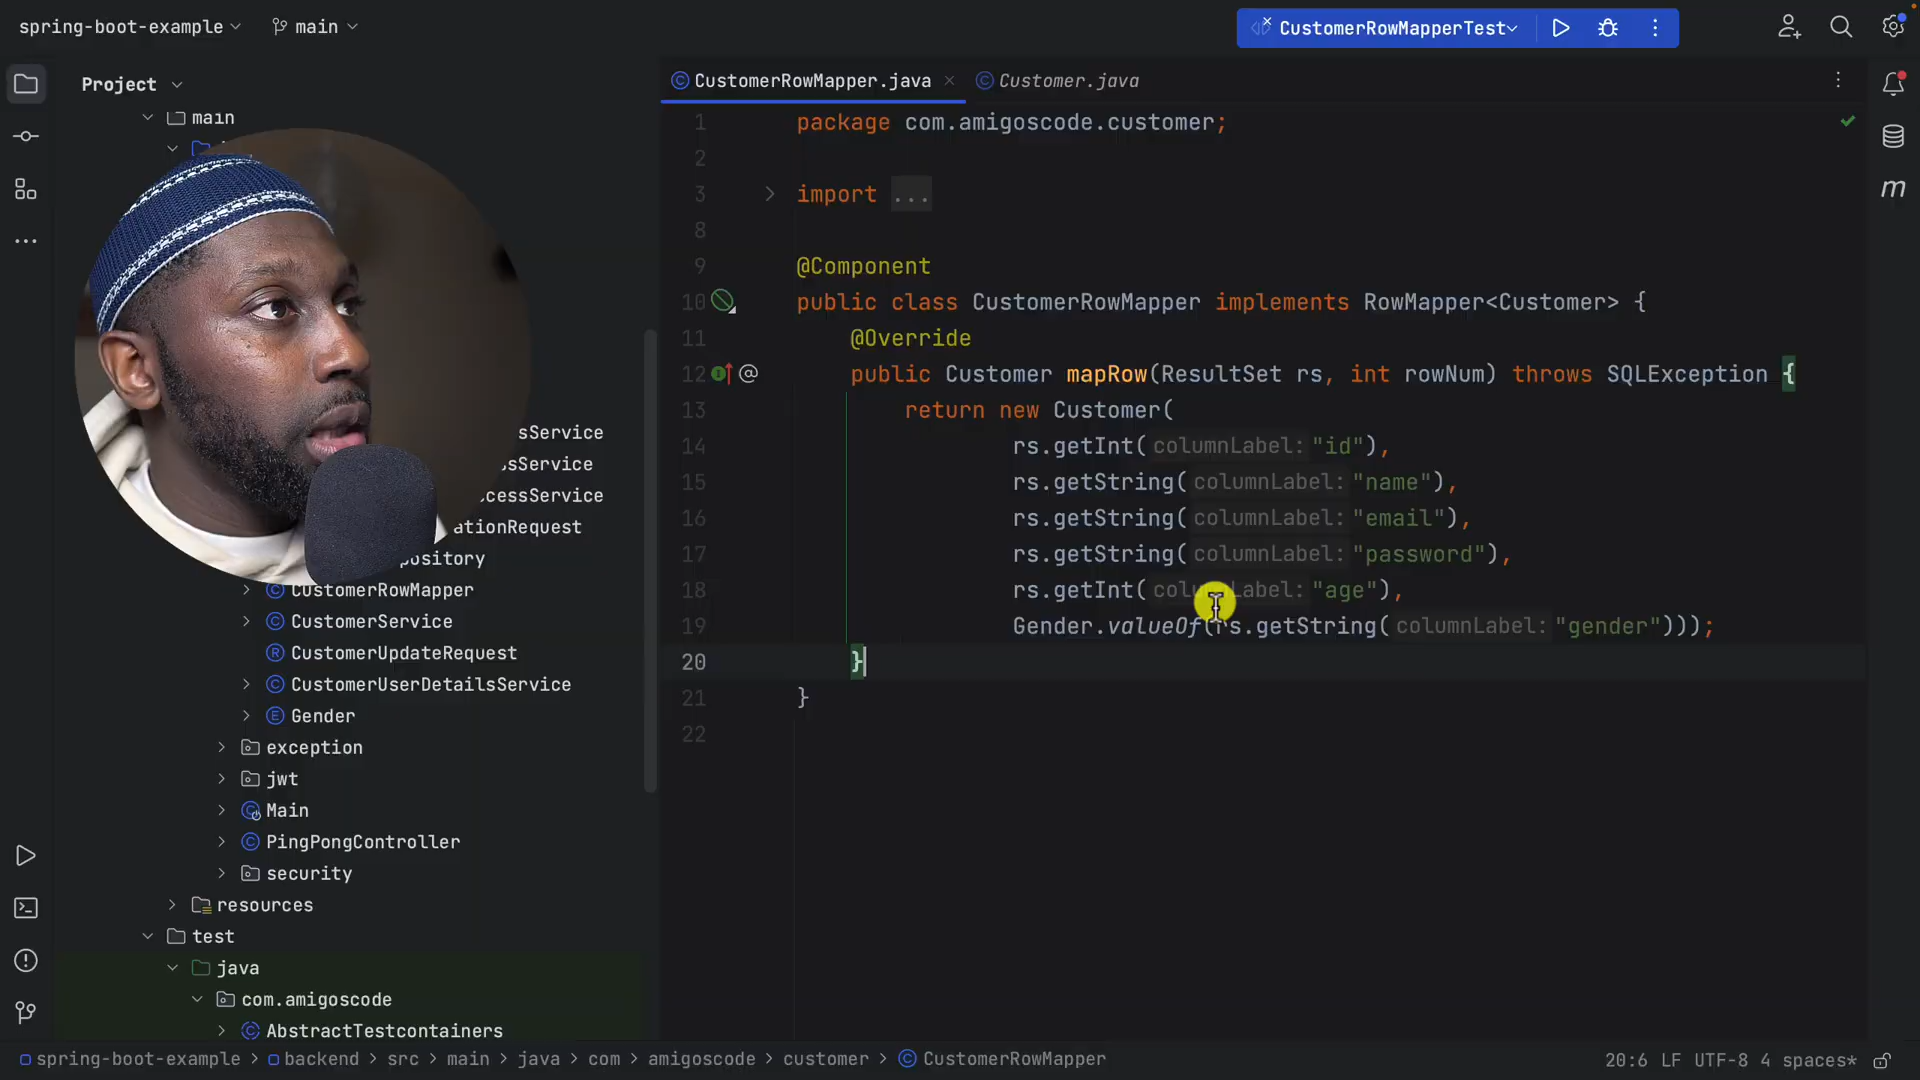 spring-boot-example
main
CustomerRowMapperTest
Project
CustomerRowMapper.java
Customer.java
main
sService
sService
cessService
ationRequest
pository
CustomerRowMapper
CustomerService
CustomerUpdateRequest
CustomerUserDetailsService
Gender
exception
jwt
Main
PingPongController
security
resources
test
java
com.amigoscode
AbstractTestcontainers
1 package com.amigoscode.customer;
2
3 import ...
8
9 @Component
10 public class CustomerRowMapper implements RowMapper<Customer> {
11 @Override
12 @ public Customer mapRow(ResultSet rs, int rowNum) throws SQLException {
13 return new Customer(
14 rs.getInt( columnLabel: "id"),
15 rs.getString( columnLabel: "name"),
16 rs.getString( columnLabel: "email"),
17 rs.getString( columnLabel: "password"),
18 rs.getInt( columnLabel: "age"),
19 Gender.valueOf(rs.getString( columnLabel: "gender")));
20 }
21 }
22
m
spring-boot-example > backend > src > main > java > com > amigoscode > customer > CustomerRowMapper
20:6 LF UTF-8 4 spaces*